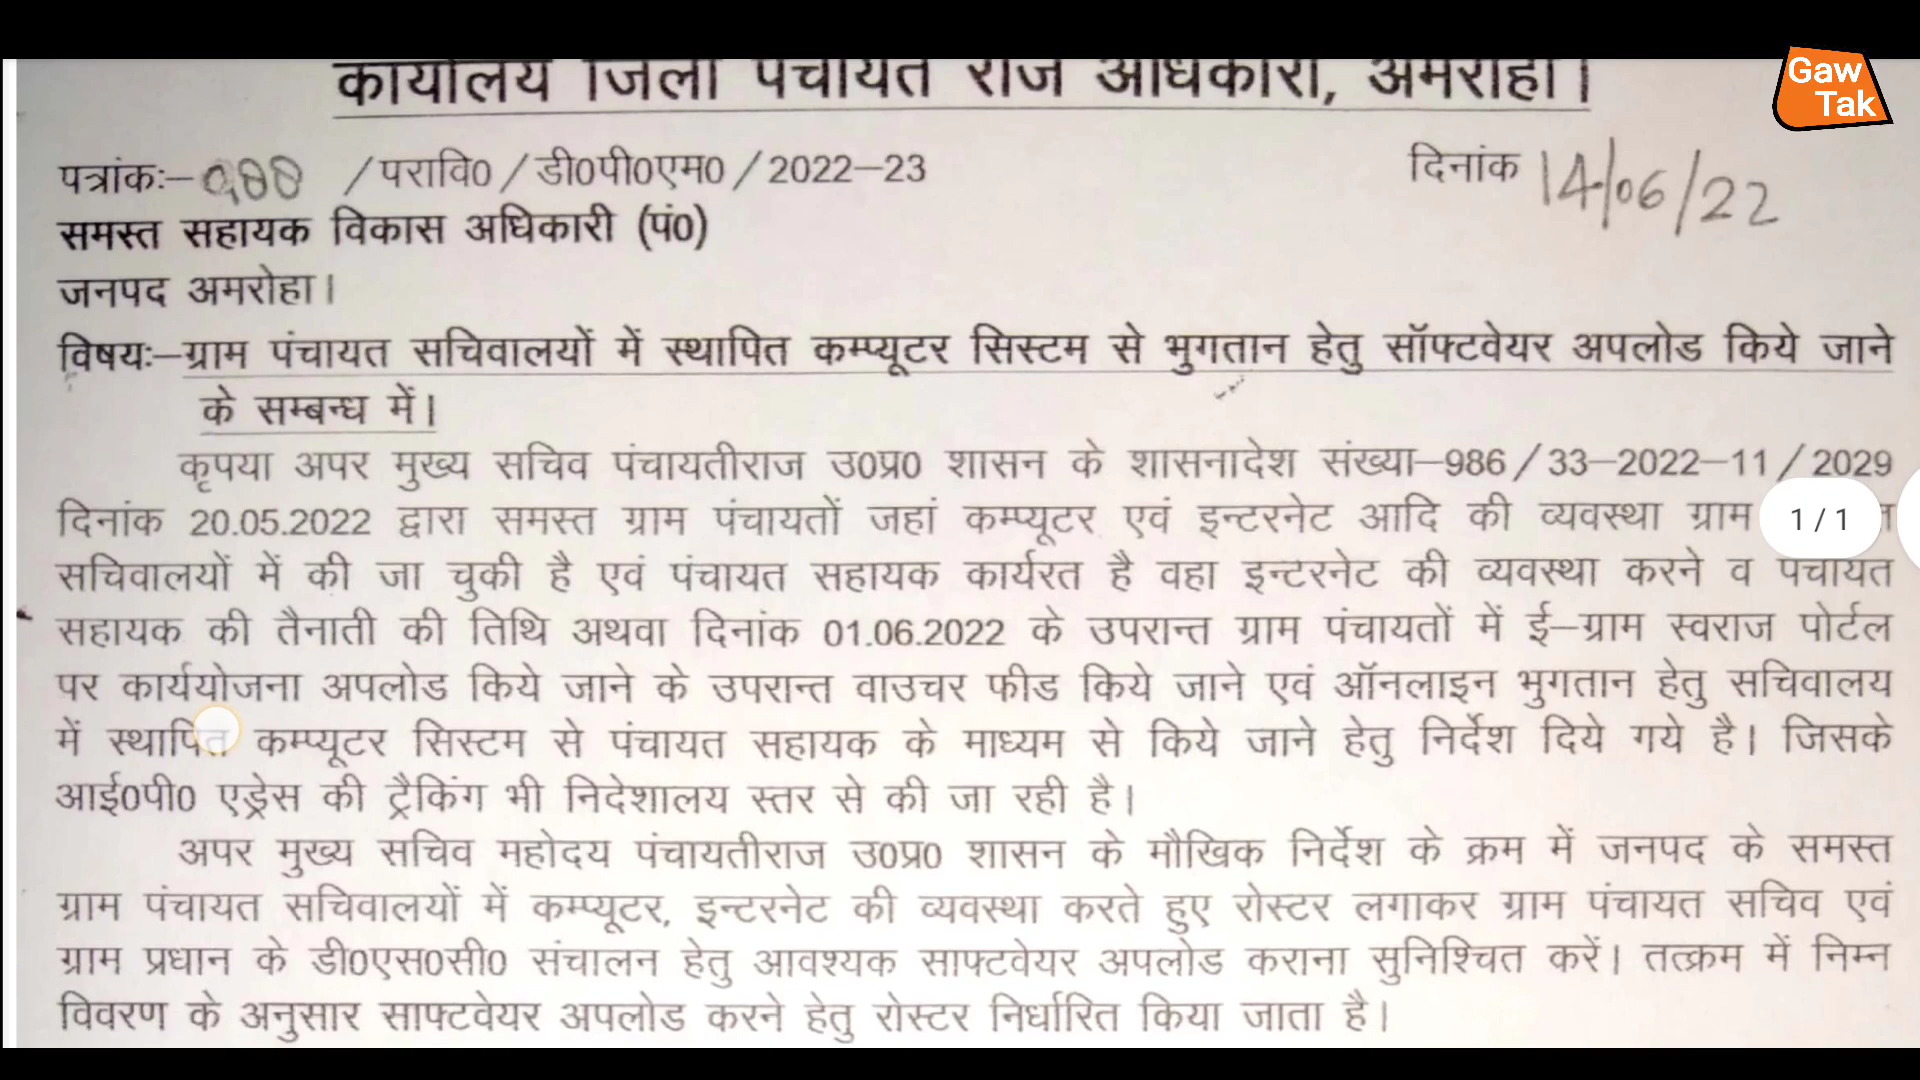 कार्यालय जिला पंचायत राज अधिकारी, अमरोहा।
Gaw
Tak
पत्रांकः– /परावि0/डी0पी0एम0/2022–23
दिनांक 14/06/22
समस्त सहायक विकास अधिकारी (पं0)
जनपद अमरोहा।
विषयः–ग्राम पंचायत सचिवालयों में स्थापित कम्प्यूटर सिस्टम से भुगतान हेतु सॉफ्टवेयर अपलोड किये जाने
के सम्बन्ध में।
कृपया अपर मुख्य सचिव पंचायतीराज उ0प्र0 शासन के शासनादेश संख्या–986/33–2022–11/2029
दिनांक 20.05.2022 द्वारा समस्त ग्राम पंचायतों जहां कम्प्यूटर एवं इन्टरनेट आदि की व्यवस्था ग्राम
1 / 1
सचिवालयों में की जा चुकी है एवं पंचायत सहायक कार्यरत है वहा इन्टरनेट की व्यवस्था करने व पंचायत
सहायक की तैनाती की तिथि अथवा दिनांक 01.06.2022 के उपरान्त ग्राम पंचायतों में ई–ग्राम स्वराज पोर्टल
पर कार्ययोजना अपलोड किये जाने के उपरान्त वाउचर फीड किये जाने एवं ऑनलाइन भुगतान हेतु सचिवालय
में स्थापित कम्प्यूटर सिस्टम से पंचायत सहायक के माध्यम से किये जाने हेतु निर्देश दिये गये है। जिसके
आई0पी0 एड्रेस की ट्रैकिंग भी निदेशालय स्तर से की जा रही है।
अपर मुख्य सचिव महोदय पंचायतीराज उ0प्र0 शासन के मौखिक निर्देश के क्रम में जनपद के समस्त
ग्राम पंचायत सचिवालयों में कम्प्यूटर, इन्टरनेट की व्यवस्था करते हुए रोस्टर लगाकर ग्राम पंचायत सचिव एवं
ग्राम प्रधान के डी0एस0सी0 संचालन हेतु आवश्यक साफ्टवेयर अपलोड कराना सुनिश्चित करें। तत्क्रम में निम्न
विवरण के अनुसार साफ्टवेयर अपलोड करने हेतु रोस्टर निर्धारित किया जाता है।